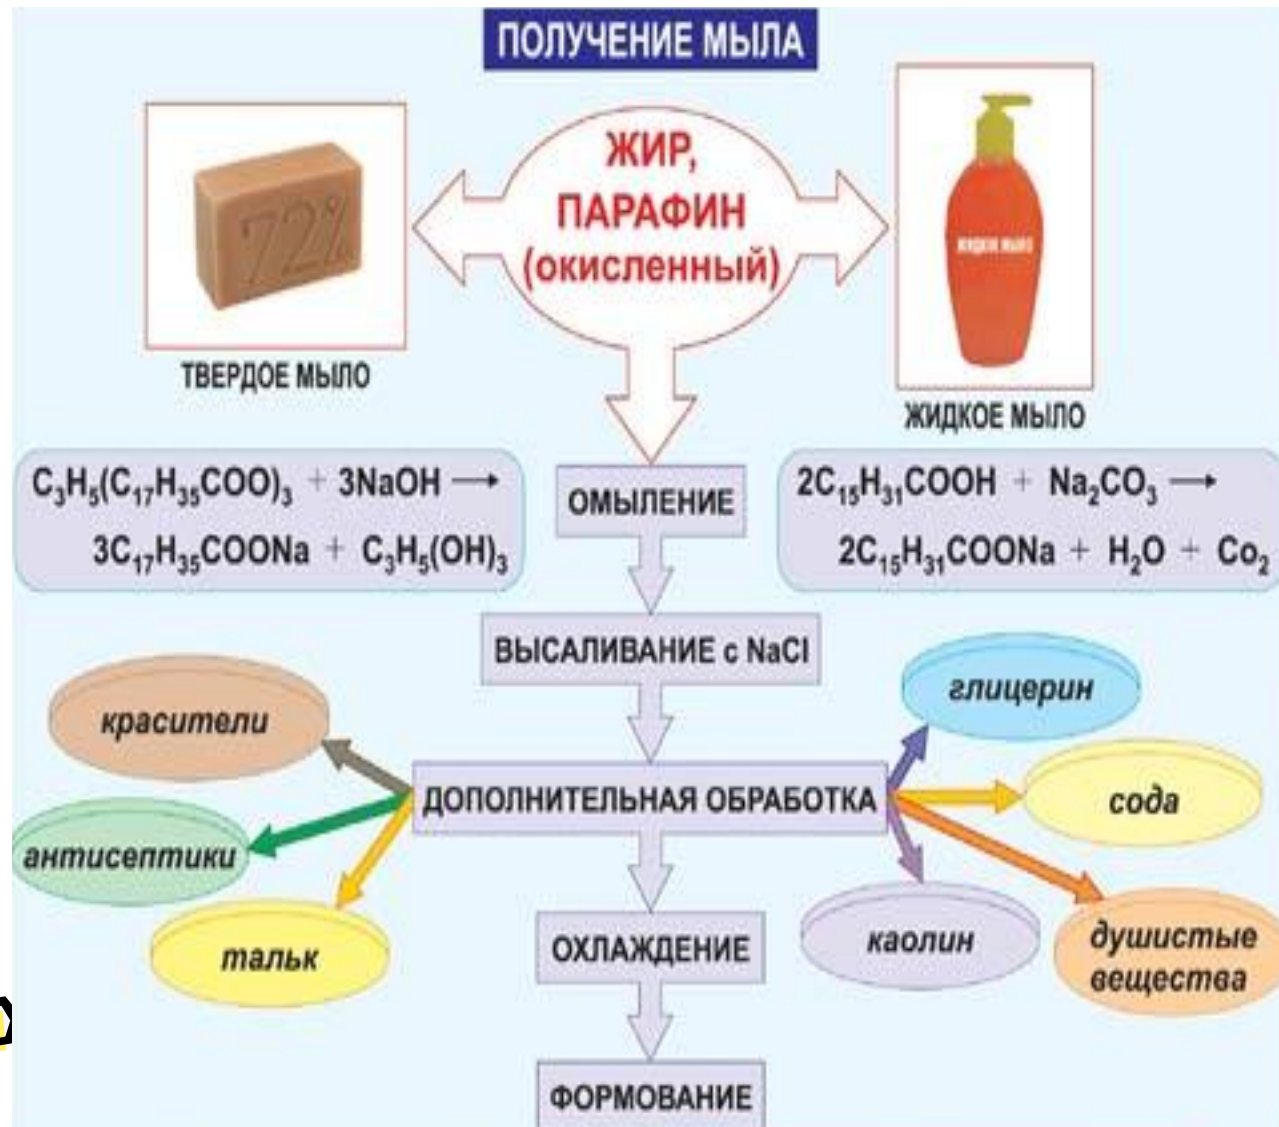 ПОЛУЧЕНИЕ МЫЛА
ЖИР,
ПАРАФИН
(окисленный)
72%
ТВЕРДОЕ МЫЛО
ЖИДКОЕ МЫЛО
ЖИДКОЕ МЫЛО
C₃H₅(C₁₇H₃₅COO)₃ + 3NaOH →
3C₁₇H₃₅COONa + C₃H₅(OH)₃
ОМЫЛЕНИЕ
2C₁₅H₃₁COOH + Na₂CO₃ →
2C₁₅H₃₁COONa + H₂O + Co₂
ВЫСАЛИВАНИЕ с NaCl
красители
антисептики
тальк
ДОПОЛНИТЕЛЬНАЯ ОБРАБОТКА
глицерин
сода
каолин
душистые
вещества
ОХЛАЖДЕНИЕ
ФОРМОВАНИЕ